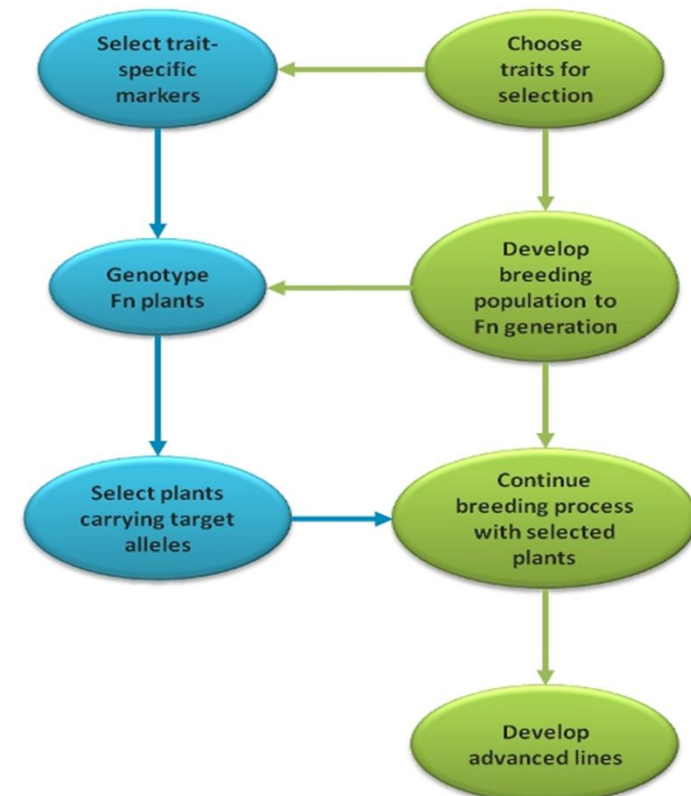 Select trait-
specific
markers
Choose
traits for
selection
Genotype
Fn plants
Develop
breeding
population to
Fn generation
Select plants
carrying target
alleles
Continue
breeding process
with selected
plants
Develop
advanced lines